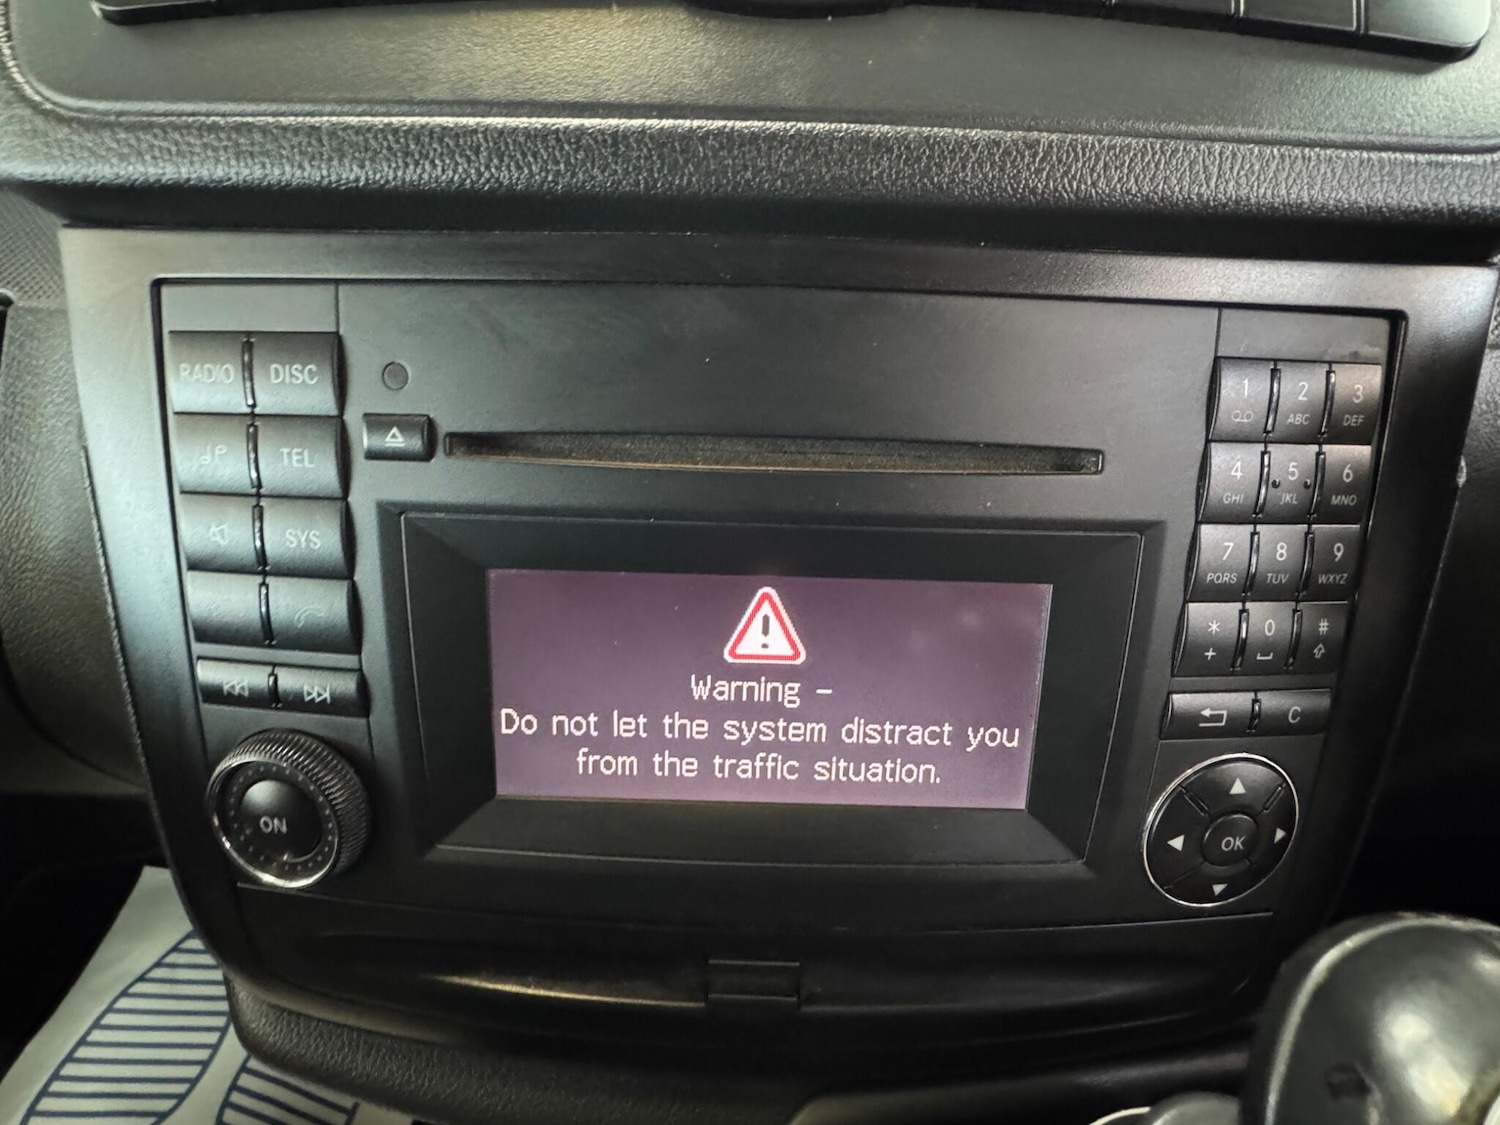 RADIO DISC
TEL
SYS
ON
Warning –
Do not let the system distract you
from the traffic situation.
1 2 3
ABC DEF
4 5 6
GHI JKL MNO
7 8 9
PQRS TUV WXYZ
* 0 #
+
C
OK